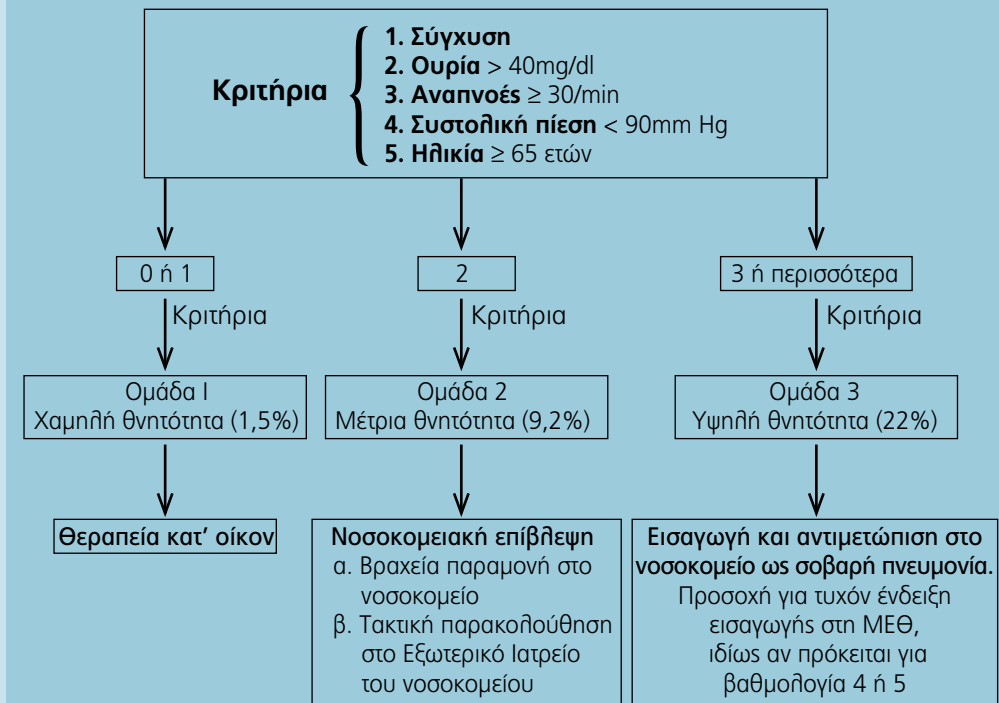 Κριτήρια
1. Σύγχυση
2. Ουρία > 40mg/dl
3. Αναπνοές ≥ 30/min
4. Συστολική πίεση < 90mm Hg
5. Ηλικία ≥ 65 ετών
0 ή 1
2
3 ή περισσότερα
Κριτήρια
Κριτήρια
Κριτήρια
Ομάδα Ι
Χαμηλή θνητότητα (1,5%)
Ομάδα 2
Μέτρια θνητότητα (9,2%)
Ομάδα 3
Υψηλή θνητότητα (22%)
Θεραπεία κατ’ οίκον
Νοσοκομειακή επίβλεψη
α. Βραχεία παραμονή στο
νοσοκομείο
β. Τακτική παρακολούθηση
στο Εξωτερικό Ιατρείο
του νοσοκομείου
Εισαγωγή και αντιμετώπιση στο
νοσοκομείο ως σοβαρή πνευμονία.
Προσοχή για τυχόν ένδειξη
εισαγωγής στη ΜΕΘ,
ιδίως αν πρόκειται για
βαθμολογία 4 ή 5